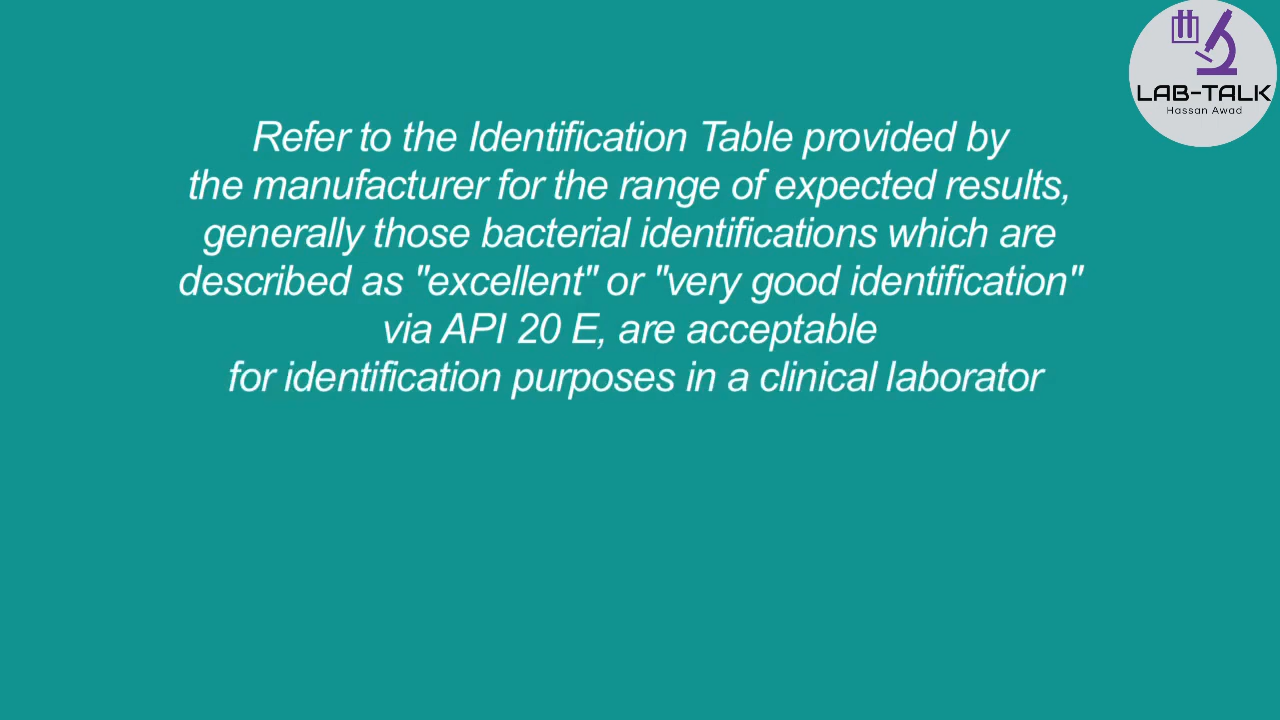 LAB-TALK
Hassan Awad
Refer to the Identification Table provided by
the manufacturer for the range of expected results,
generally those bacterial identifications which are
described as "excellent" or "very good identification"
via API 20 E, are acceptable
for identification purposes in a clinical laborator